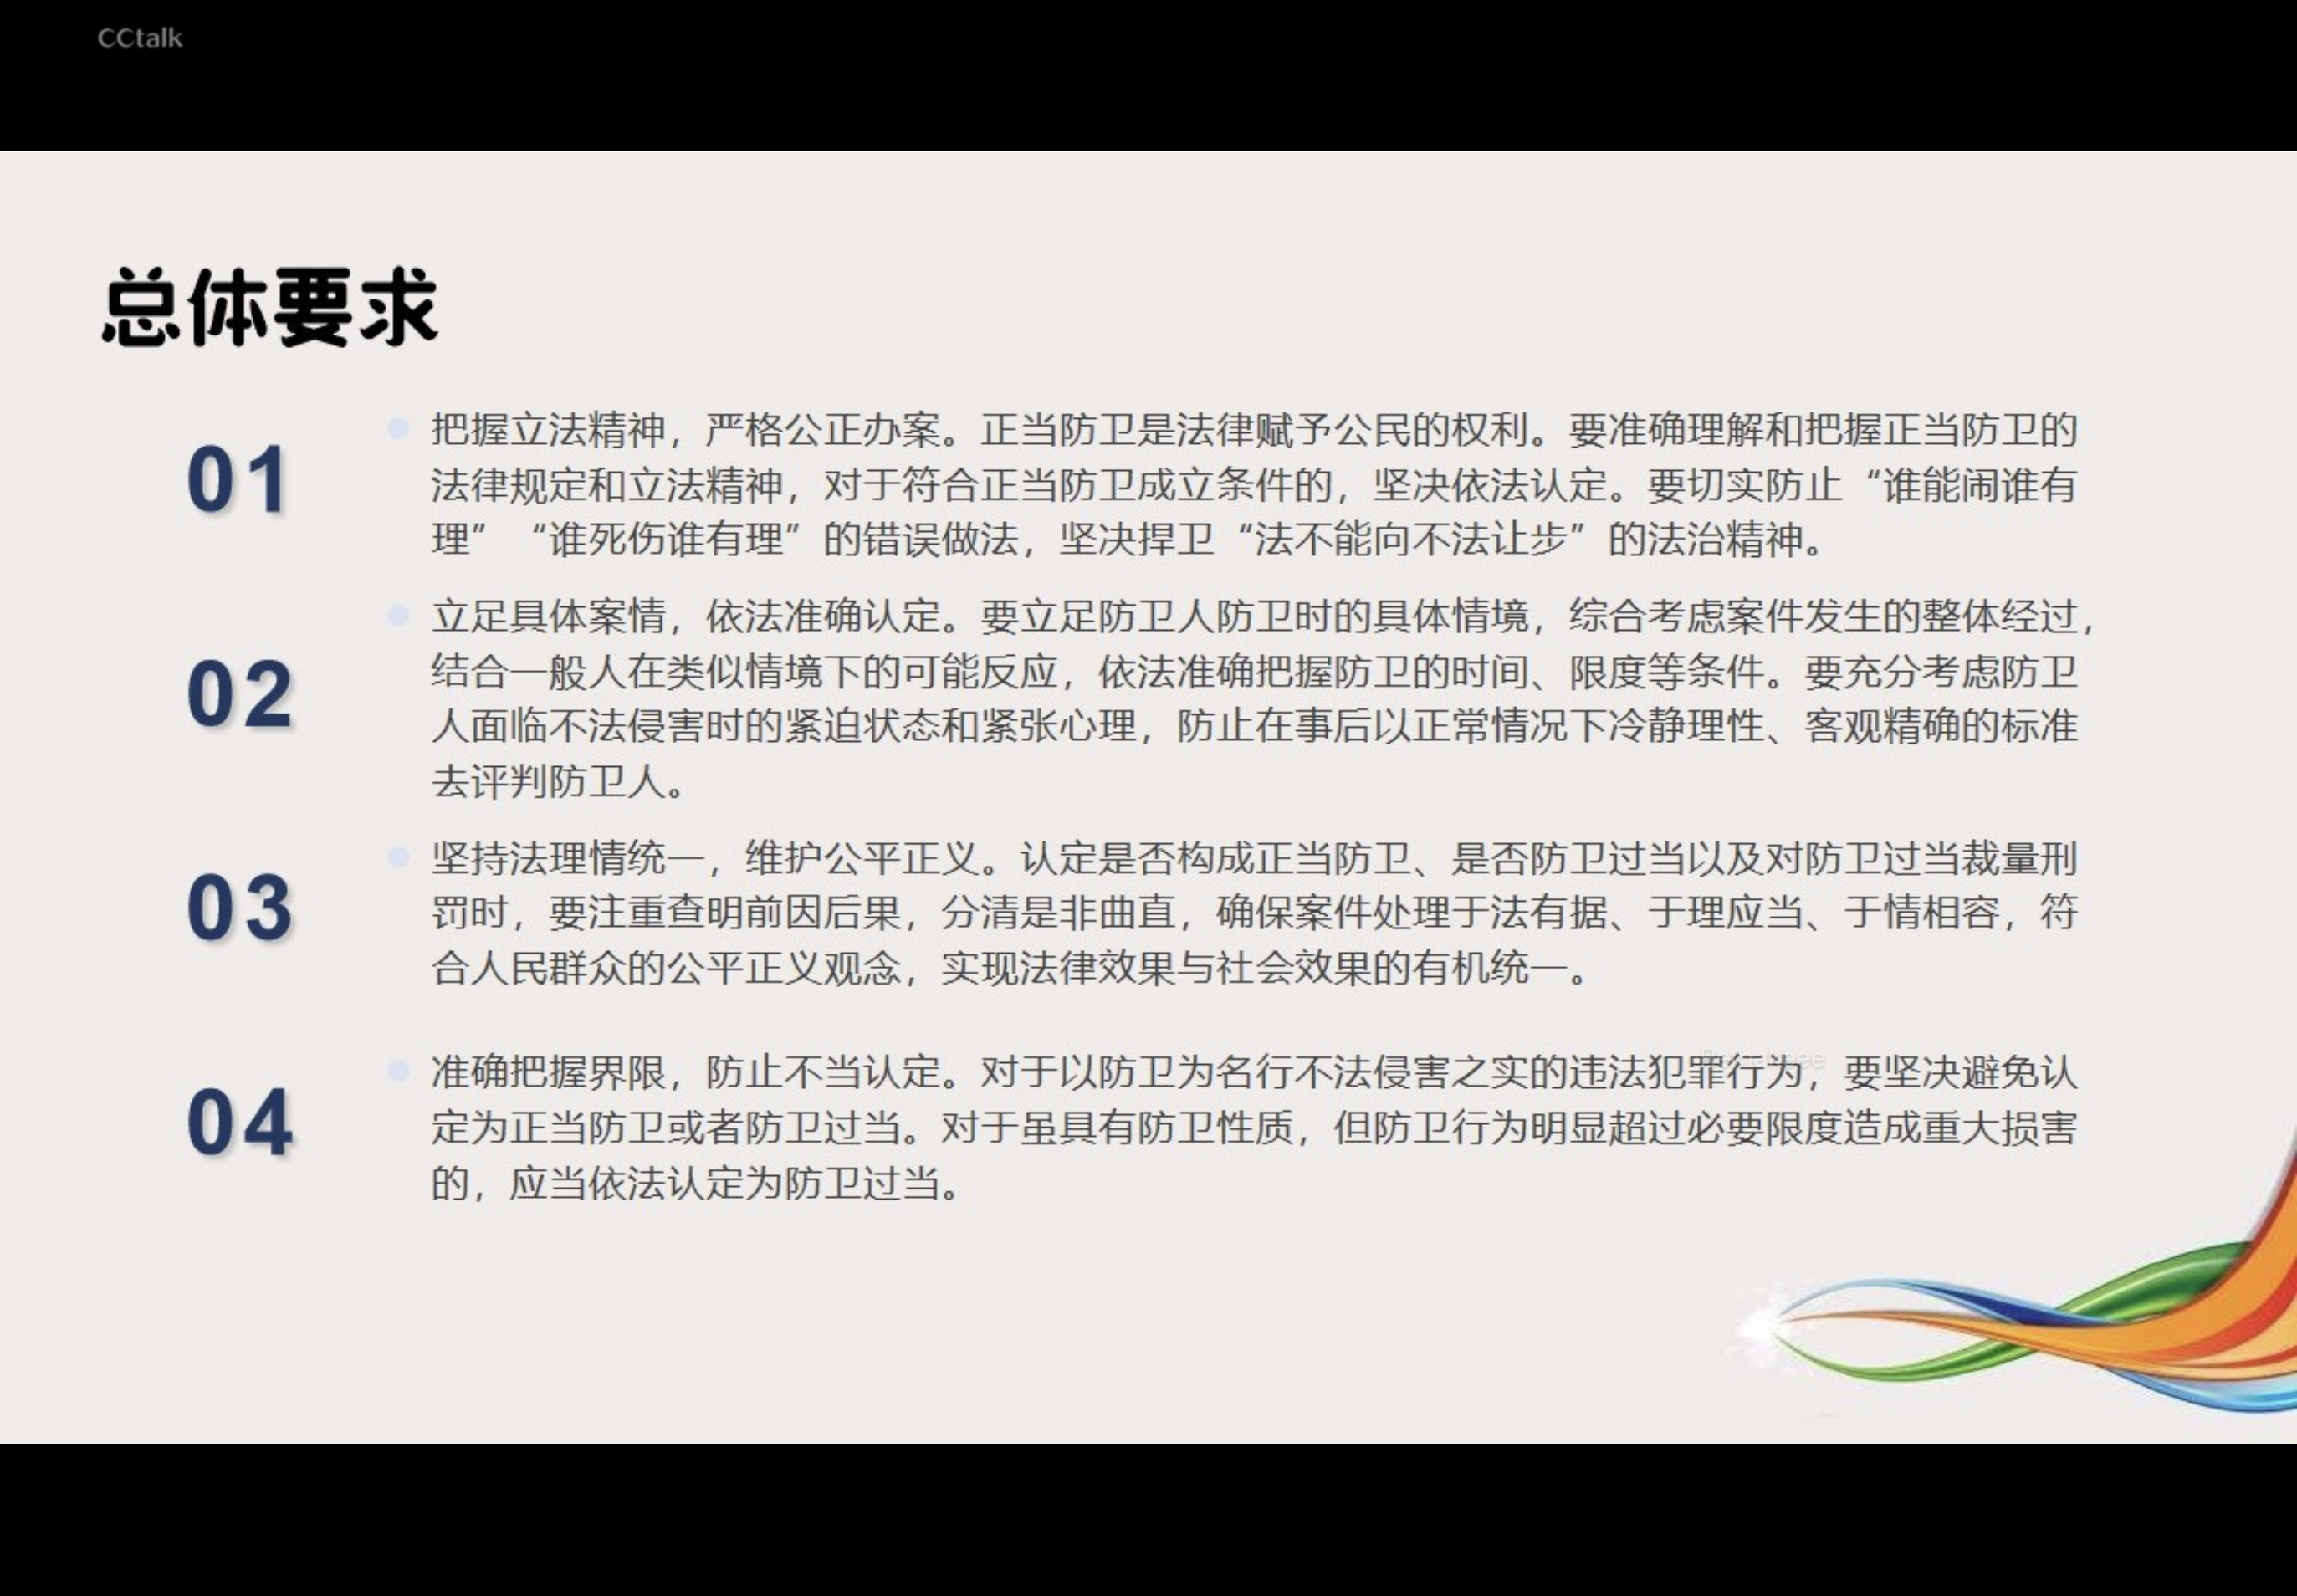 CCtalk
总体要求
01
把握立法精神，严格公正办案。正当防卫是法律赋予公民的权利。要准确理解和把握正当防卫的
法律规定和立法精神，对于符合正当防卫成立条件的，坚决依法认定。要切实防止“谁能闹谁有
理”“谁死伤谁有理”的错误做法，坚决捍卫“法不能向不法让步”的法治精神。
02
立足具体案情，依法准确认定。要立足防卫人防卫时的具体情境，综合考虑案件发生的整体经过，
结合一般人在类似情境下的可能反应，依法准确把握防卫的时间、限度等条件。要充分考虑防卫
人面临不法侵害时的紧迫状态和紧张心理，防止在事后以正常情况下冷静理性、客观精确的标准
去评判防卫人。
03
坚持法理情统一，维护公平正义。认定是否构成正当防卫、是否防卫过当以及对防卫过当裁量刑
罚时，要注重查明前因后果，分清是非曲直，确保案件处理于法有据、于理应当、于情相容，符
合人民群众的公平正义观念，实现法律效果与社会效果的有机统一。
04
准确把握界限，防止不当认定。对于以防卫为名行不法侵害之实的违法犯罪行为，要坚决避免认
定为正当防卫或者防卫过当。对于虽具有防卫性质，但防卫行为明显超过必要限度造成重大损害
的，应当依法认定为防卫过当。